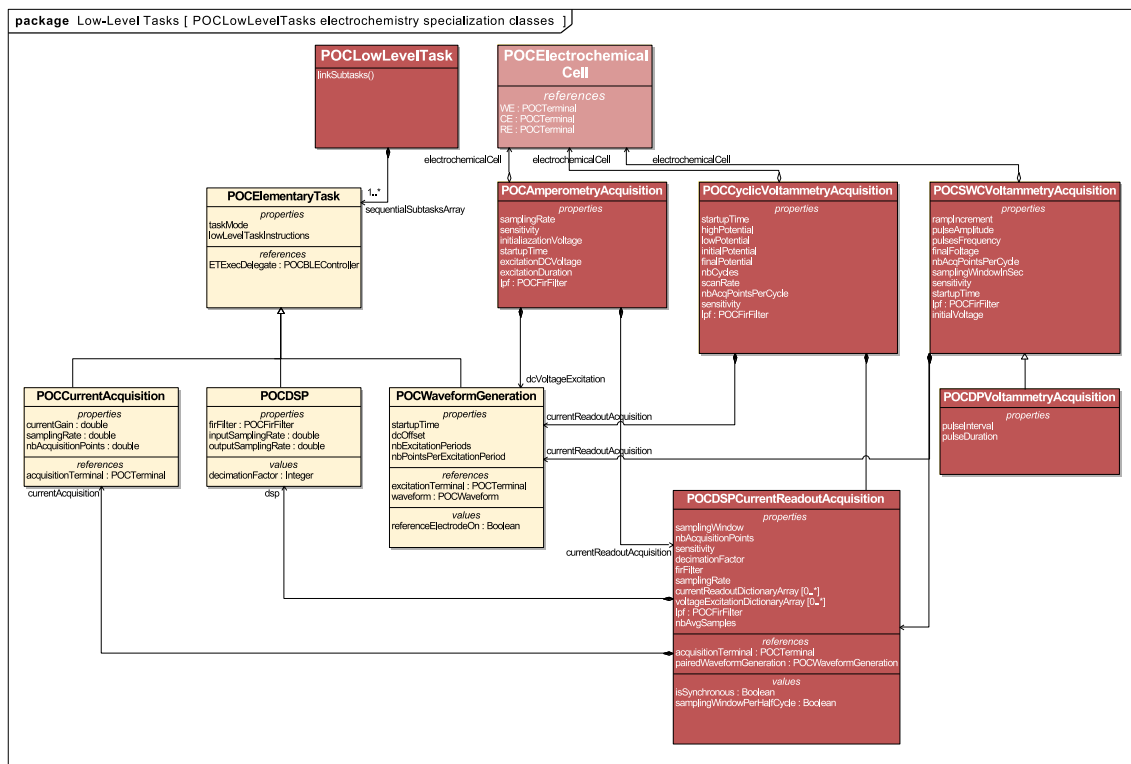 package Low-Level Tasks [ POCLowLevelTasks electrochemistry specialization classes ]
POCLowLevelTask
linkSubtasks()
POCElectrochemical
Cell
references
WE : POCTerminal
CE : POCTerminal
RE : POCTerminal
electrochemicalCell
electrochemicalCell
electrochemicalCell
1..*
sequentialSubtasksArray
POCElementaryTask
properties
taskMode
lowLevelTaskInstructions
references
ETExecDelegate : POCBLEController
POCAmperometryAcquisition
properties
samplingRate
sensitivity
initialiazationVoltage
startupTime
excitationDCVoltage
excitationDuration
lpf : POCFirFilter
POCCyclicVoltammetryAcquisition
properties
startupTime
highPotential
lowPotential
initialPotential
finalPotential
nbCycles
scanRate
nbAcqPointsPerCycle
sensitivity
lpf : POCFirFilter
POCSWCVoltammetryAcquisition
properties
rampIncrement
pulseAmplitude
pulsesFrequency
finalFoltage
nbAcqPointsPerCycle
samplingWindowInSec
sensitivity
startupTime
lpf : POCFirFilter
initialVoltage
dcVoltageExcitation
POCCurrentAcquisition
properties
currentGain : double
samplingRate : double
nbAcquisitionPoints : double
references
acquisitionTerminal : POCTerminal
currentAcquisition
POCDSP
properties
firFilter : POCFirFilter
inputSamplingRate : double
outputSamplingRate : double
values
decimationFactor : Integer
dsp
POCWaveformGeneration
properties
startupTime
dcOffset
nbExcitationPeriods
nbPointsPerExcitationPeriod
references
excitationTerminal : POCTerminal
waveform : POCWaveform
values
referenceElectrodeOn : Boolean
currentReadoutAcquisition
currentReadoutAcquisition
POCDPVoltammetryAcquisition
properties
pulseInterval
pulseDuration
currentReadoutAcquisition
POCDSPCurrentReadoutAcquisition
properties
samplingWindow
nbAcquisitionPoints
sensitivity
decimationFactor
firFilter
samplingRate
currentReadoutDictionaryArray [0..*]
voltageExcitationDictionaryArray [0..*]
lpf : POCFirFilter
nbAvgSamples
references
acquisitionTerminal : POCTerminal
pairedWaveformGeneration : POCWaveformGeneration
values
isSynchronous : Boolean
samplingWindowPerHalfCycle : Boolean